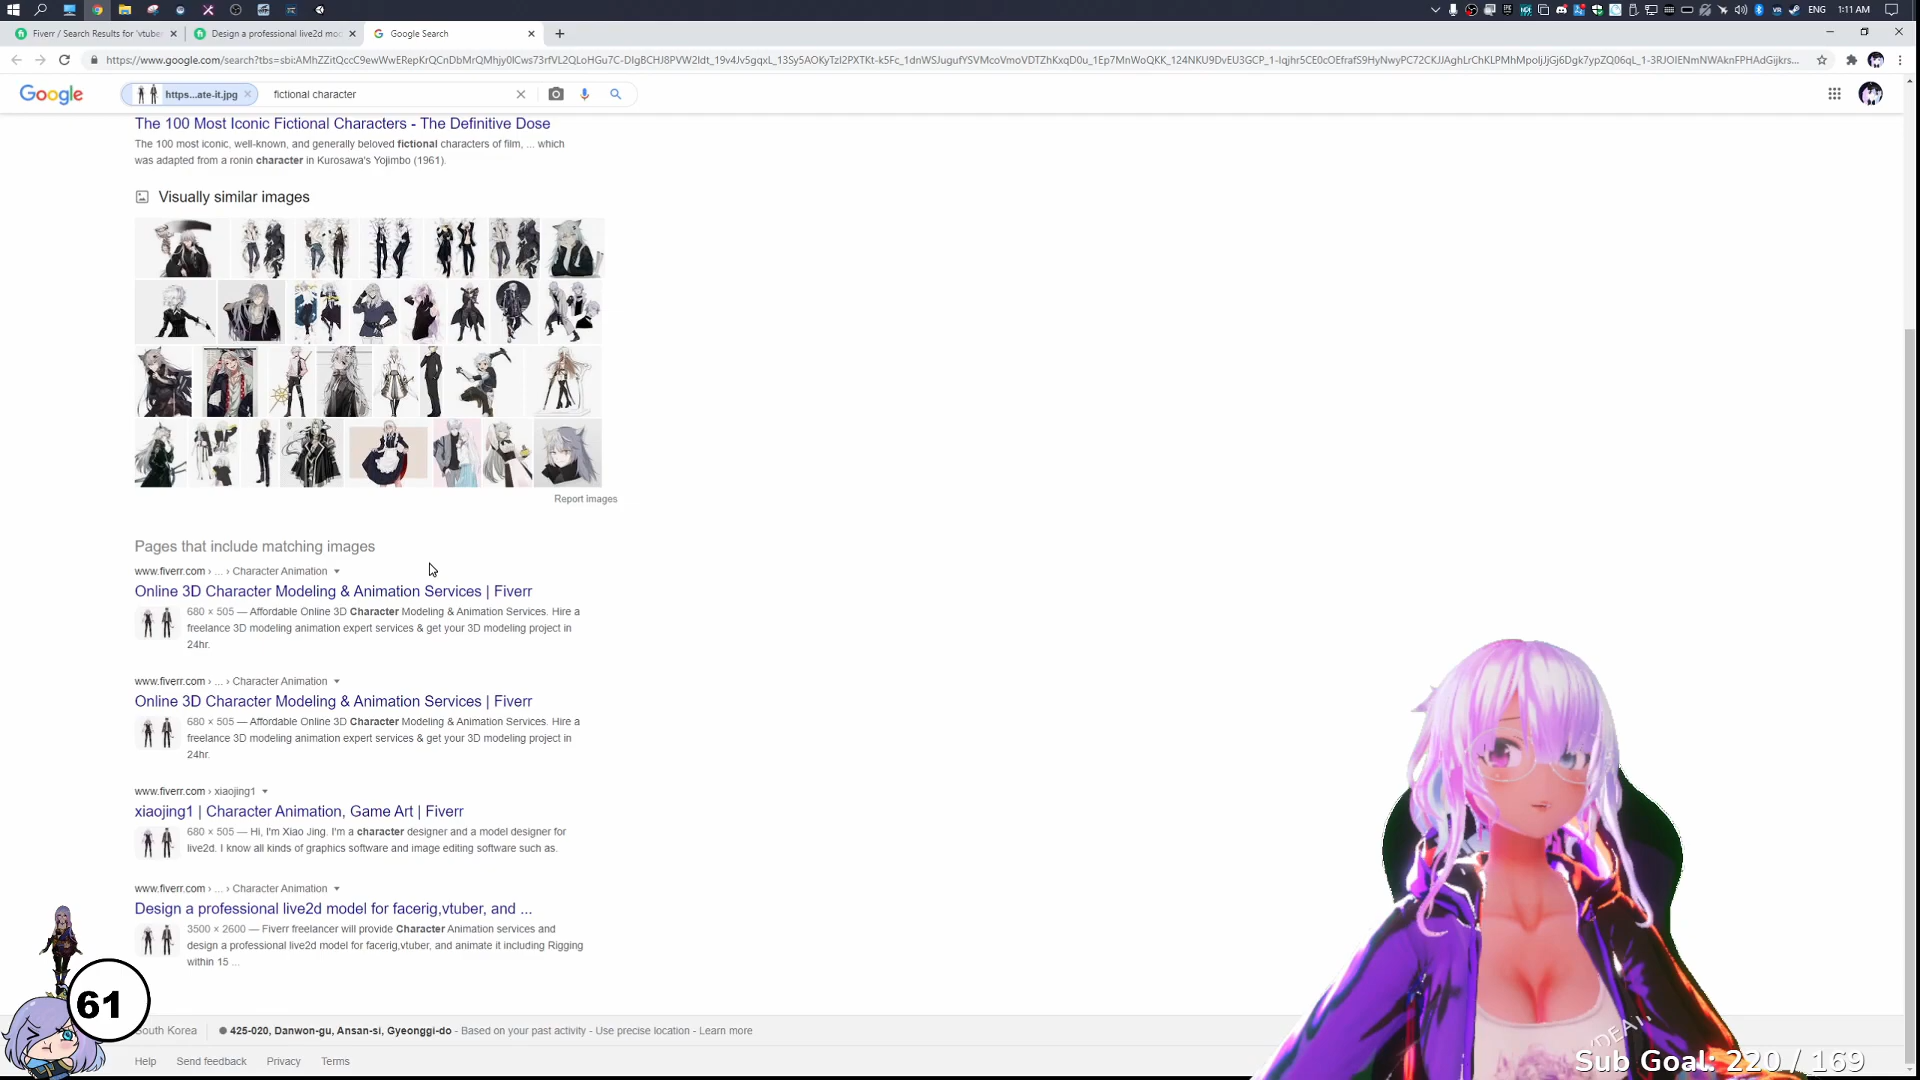 ENG
1:11 AM
Fiverr / Search Results for 'vtuber
Design a professional live2d mo
Google Search
Google
https...ate-it.jpg
fictional character
The 100 Most Iconic Fictional Characters - The Definitive Dose
The 100 most iconic, well-known, and generally beloved fictional characters of film, ... which
was adapted from a ronin character in Kurosawa's Yojimbo (1961).
Visually similar images
Report images
Pages that include matching images
www.fiverr.com › ... › Character Animation
Online 3D Character Modeling & Animation Services | Fiverr
680 × 505 — Affordable Online 3D Character Modeling & Animation Services. Hire a
freelance 3D modeling animation expert services & get your 3D modeling project in
24hr.
www.fiverr.com › ... › Character Animation
Online 3D Character Modeling & Animation Services | Fiverr
680 × 505 — Affordable Online 3D Character Modeling & Animation Services. Hire a
freelance 3D modeling animation expert services & get your 3D modeling project in
24hr.
www.fiverr.com › xiaojing1
xiaojing1 | Character Animation, Game Art | Fiverr
680 × 505 — Hi, I'm Xiao Jing. I'm a character designer and a model designer for
live2d. I know all kinds of graphics software and image editing software such as.
www.fiverr.com › ... › Character Animation
Design a professional live2d model for facerig,vtuber, and ...
3500 × 2600 — Fiverr freelancer will provide Character Animation services and
design a professional live2d model for facerig,vtuber, and animate it including Rigging
within 15 ...
61
South Korea
425-020, Danwon-gu, Ansan-si, Gyeonggi-do - Based on your past activity - Use precise location - Learn more
Help Send feedback Privacy Terms
Sub Goal: 220 / 169